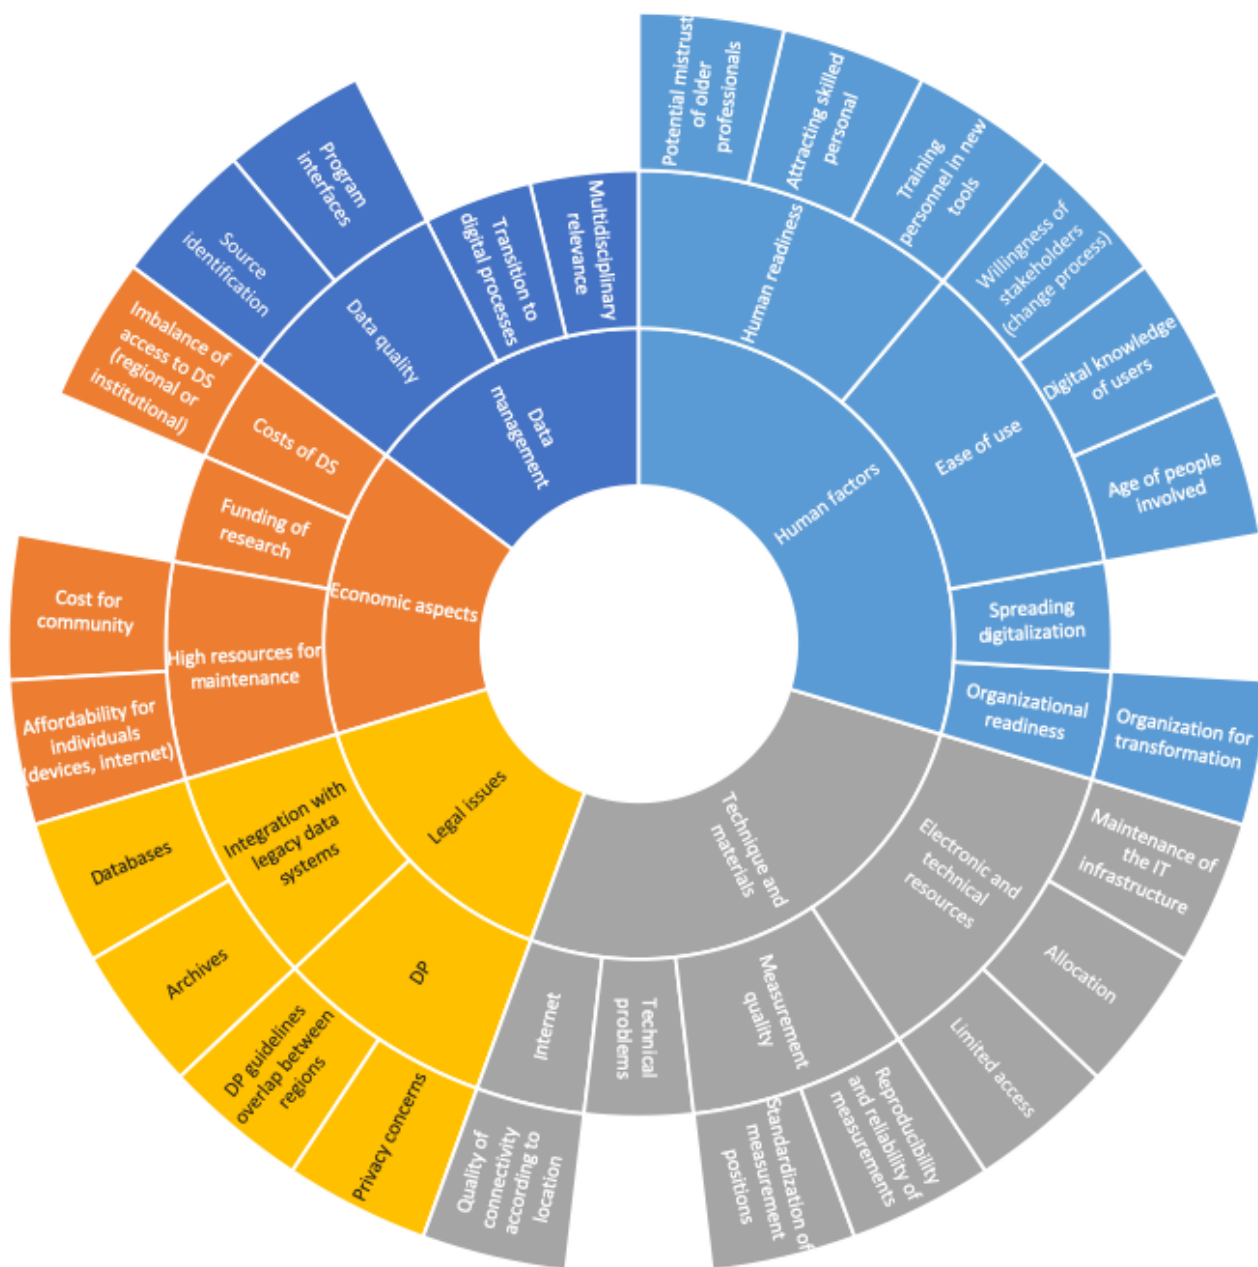 Human factors
Human readiness
Potential mistrust
of older
professionals
Attracting skilled
personal
Training
personnel in new
tools
Ease of use
Willingness of
stakeholders
(change process)
Digital knowledge
of users
Age of people
involved
Spreading
digitalization
Organizational
readiness
Organization for
transformation
Technique and
materials
Electronic and
technical
resources
Maintenance of
the IT
infrastructure
Allocation
Limited access
Measurement
quality
Reproducibility
and reliability of
measurements
Standardization of
measurement
positions
Technical
problems
Internet
Quality of
connectivity
according to
location
Legal issues
DP
Privacy concerns
DP guidelines
overlap between
regions
Integration with
legacy data
systems
Archives
Databases
Economic aspects
High resources for
maintenance
Affordability for
individuals
(devices, internet)
Cost for
community
Funding of
research
Costs of DS
Imbalance of
access to DS
(regional or
institutional)
Data
management
Data quality
Source
identification
Program
interfaces
Transition to
digital processes
Multidisciplinary
relevance